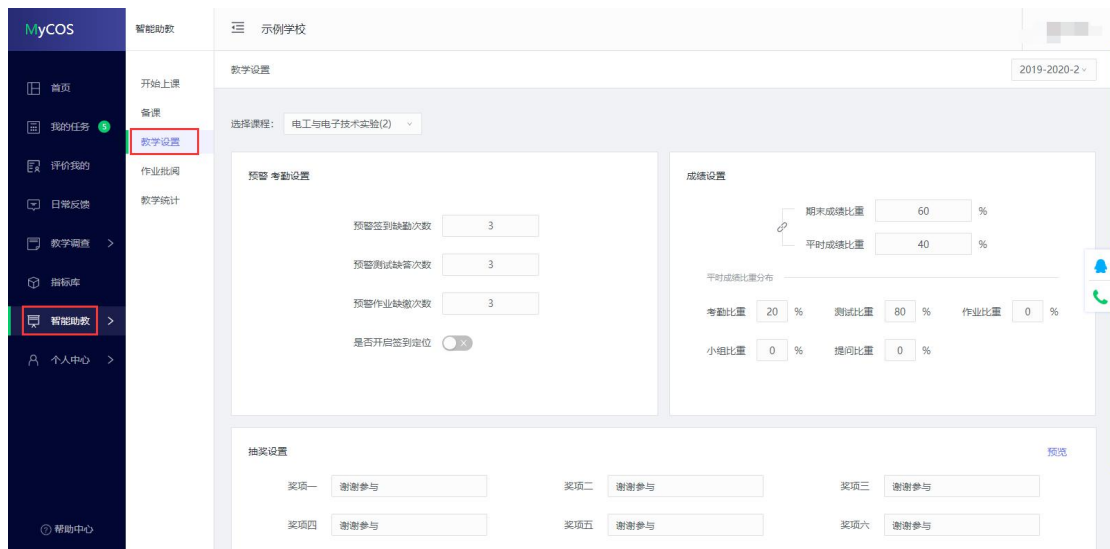 MyCOS
智能助教
示例学校
首页
我的任务 5
评价我的
日常反馈
教学调查
指标库
智能助教
个人中心
帮助中心
开始上课
备课
教学设置
作业批阅
教学统计
教学设置
2019-2020-2
选择课程: 电工与电子技术实验(2)
预警 考勤设置
预警签到缺勤次数 3
预警测试缺答次数 3
预警作业缺缴次数 3
是否开启签到定位
成绩设置
期末成绩比重 60 %
平时成绩比重 40 %
平时成绩比重分布
考勤比重 20 % 测试比重 80 % 作业比重 0 %
小组比重 0 % 提问比重 0 %
抽奖设置
预览
奖项一 谢谢参与 奖项二 谢谢参与 奖项三 谢谢参与
奖项四 谢谢参与 奖项五 谢谢参与 奖项六 谢谢参与